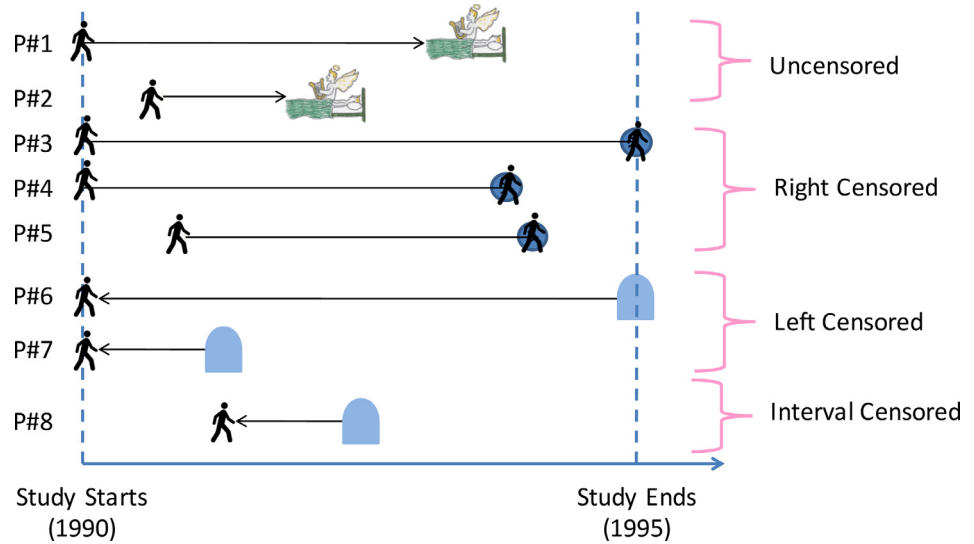 P#1
P#2
Uncensored
P#3
P#4
Right Censored
P#5
P#6
Left Censored
P#7
P#8
Interval Censored
Study Starts
(1990)
Study Ends
(1995)